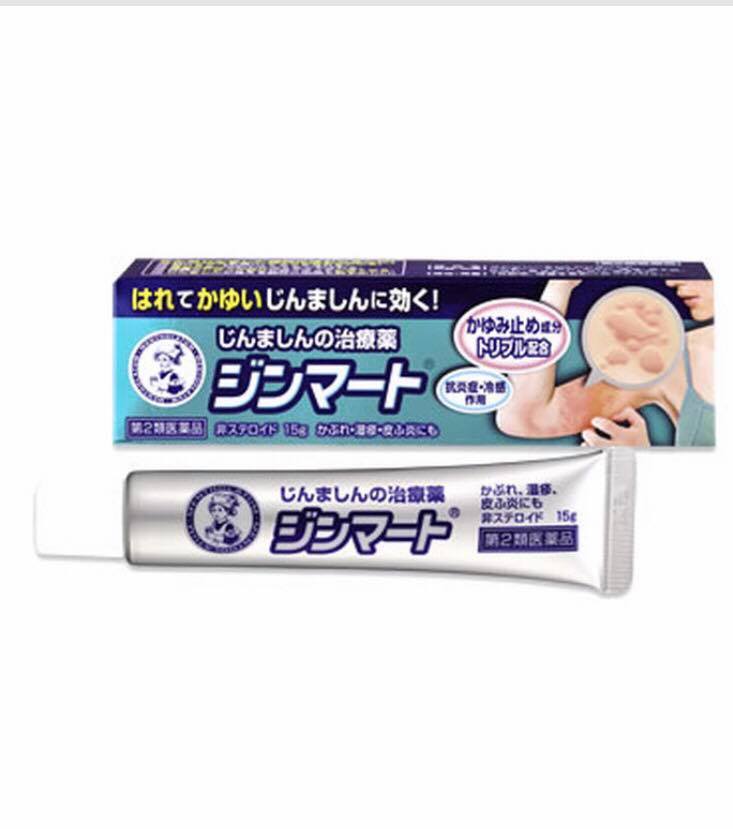 はれてかゆいじんましんに効く！
じんましんの治療薬
ジンマート®
かゆみ止め成分
トリプル配合
抗炎症・冷感
作用
第2類医薬品 非ステロイド 15g かぶれ・湿疹・皮ふ炎にも
じんましんの治療薬
ジンマート®
かぶれ、湿疹、
皮ふ炎にも
非ステロイド 15g
第2類医薬品